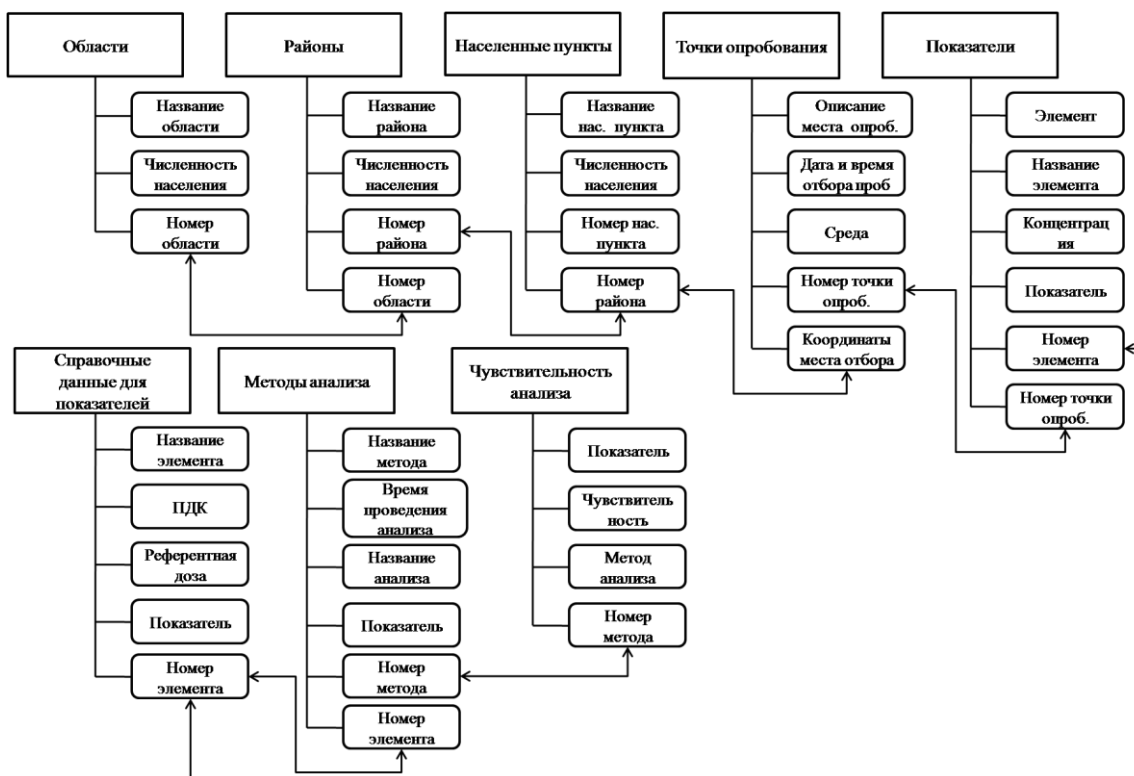 Области
Название
области
Численность
населения
Номер
области
Районы
Название
района
Численность
населения
Номер
района
Номер
области
Населенные пункты
Название
нас. пункта
Численность
населения
Номер нас.
пункта
Номер
района
Точки опробования
Описание
места опроб.
Дата и время
отбора проб
Среда
Номер точки
опроб.
Координаты
места отбора
Показатели
Элемент
Название
элемента
Концентрац
ия
Показатель
Номер
элемента
Номер точки
опроб.
Справочные
данные для
показателей
Название
элемента
ПДК
Референтная
доза
Показатель
Номер
элемента
Методы анализа
Название
метода
Время
проведения
анализа
Название
анализа
Показатель
Номер
метода
Номер
элемента
Чувствительность
анализа
Показатель
Чувствитель
ность
Метод
анализа
Номер
метода